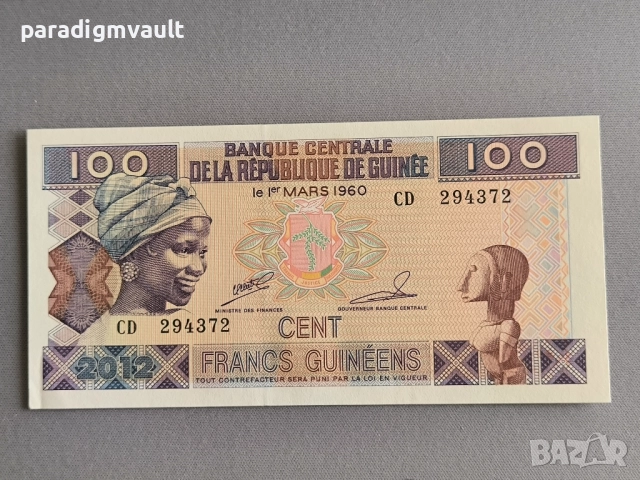 paradigmvault
100
BANQUE CENTRALE
DE LA RÉPUBLIQUE DE GUINÉE
100
le 1er MARS 1960
CD 294372
MINISTRE DES FINANCES
GOUVERNEUR BANQUE CENTRALE
CD 294372
CENT
2012
FRANCS GUINÉENS
TOUT CONTREFACTEUR SERA PUNI PAR LA LOI EN VIGUEUR
BAZAR